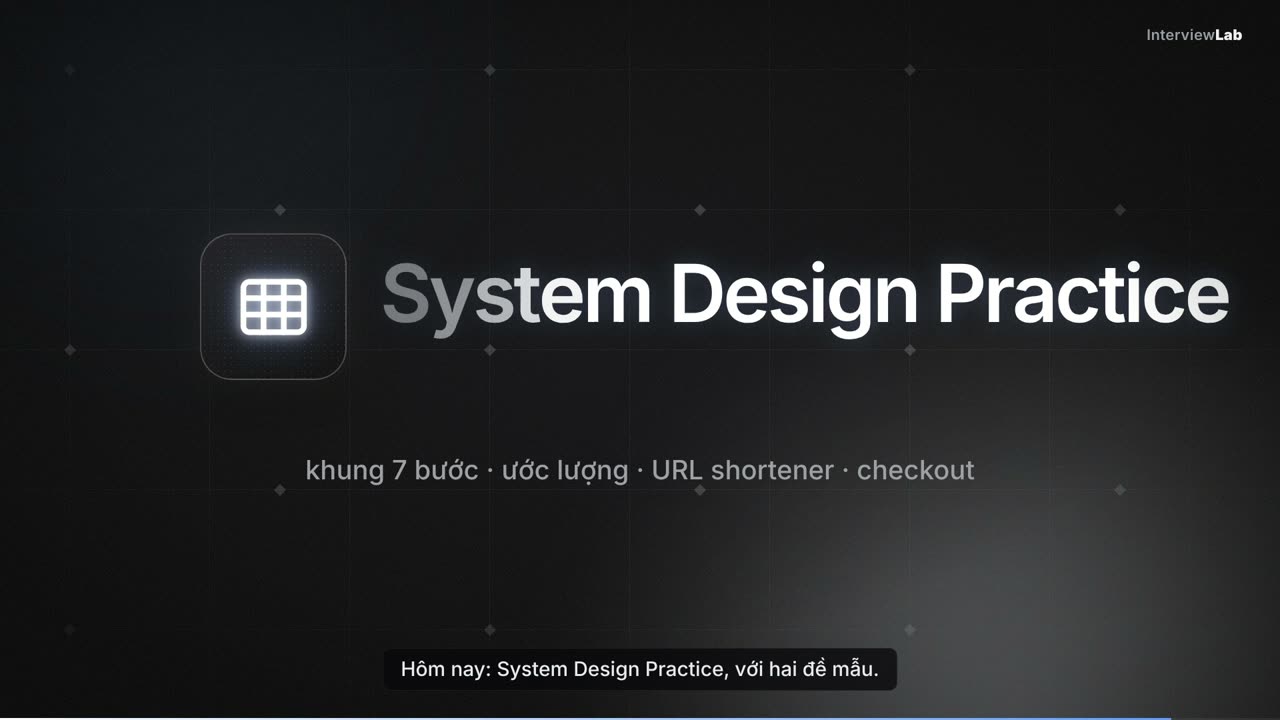 InterviewLab
System Design Practice
khung 7 bước · ước lượng · URL shortener · checkout
Hôm nay: System Design Practice, với hai đề mẫu.